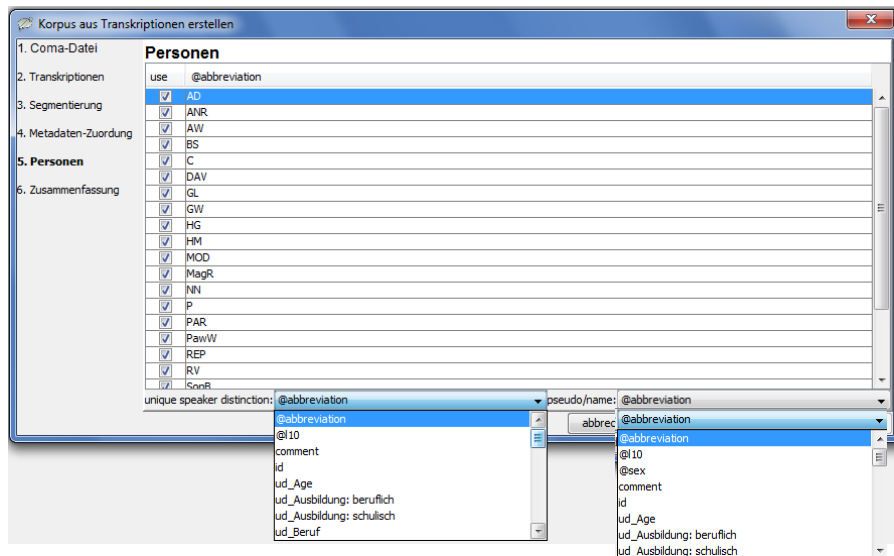 Korpus aus Transkriptionen erstellen
1. Coma-Datei
2. Transkriptionen
3. Segmentierung
4. Metadaten-Zuordung
5. Personen
6. Zusammenfassung
Personen
use @abbreviation
AD
ANR
AW
BS
C
DAV
GL
GW
HG
HM
MOD
MagR
NN
P
PAR
PawW
REP
RV
SopB
unique speaker distinction: @abbreviation pseudo/name: @abbreviation
@abbreviation
@l10
comment
id
ud_Age
ud_Ausbildung: beruflich
ud_Ausbildung: schulisch
ud_Beruf
abbrec
@abbreviation
@abbreviation
@l10
@sex
comment
id
ud_Age
ud_Ausbildung: beruflich
ud_Ausbildung: schulisch